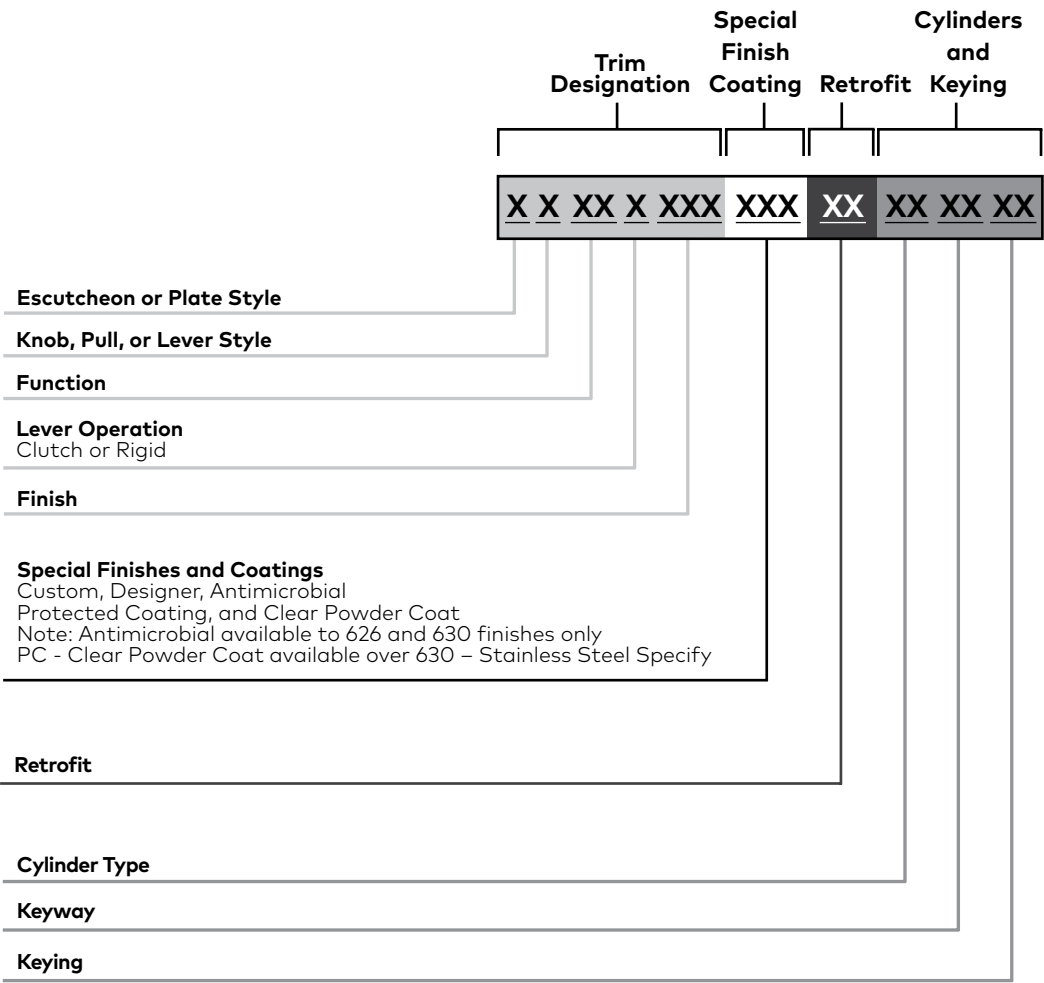 Special
Finish
Coating
Cylinders
and
Keying
Trim
Designation
Retrofit
X X XX X XXX XXX XX XX XX XX
Escutcheon or Plate Style
Knob, Pull, or Lever Style
Function
Lever Operation
Clutch or Rigid
Finish
Special Finishes and Coatings
Custom, Designer, Antimicrobial
Protected Coating, and Clear Powder Coat
Note: Antimicrobial available to 626 and 630 finishes only
PC - Clear Powder Coat available over 630 – Stainless Steel Specify
Retrofit
Cylinder Type
Keyway
Keying